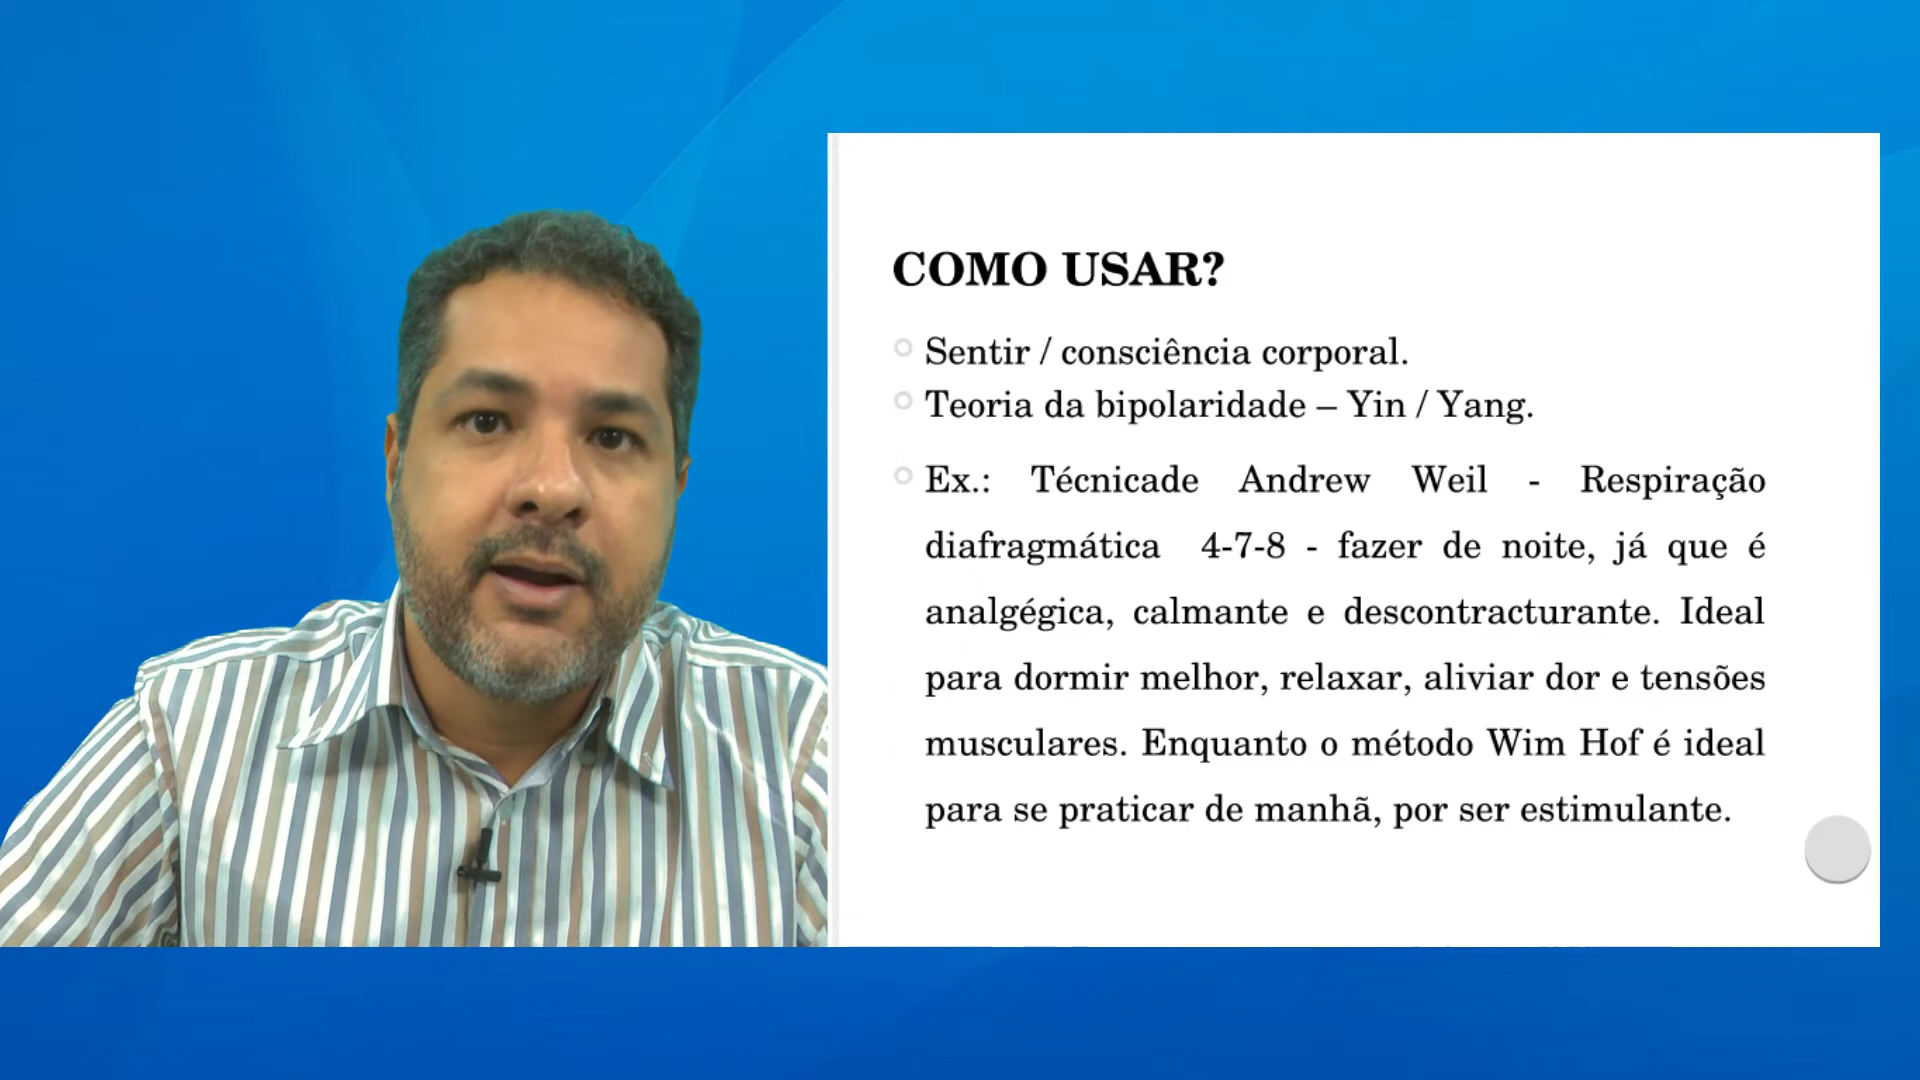 COMO USAR?
Sentir / consciência corporal.
Teoria da bipolaridade – Yin / Yang.
Ex.: Técnicade Andrew Weil - Respiração
diafragmática 4-7-8 - fazer de noite, já que é
analgégica, calmante e descontracturante. Ideal
para dormir melhor, relaxar, aliviar dor e tensões
musculares. Enquanto o método Wim Hof é ideal
para se praticar de manhã, por ser estimulante.